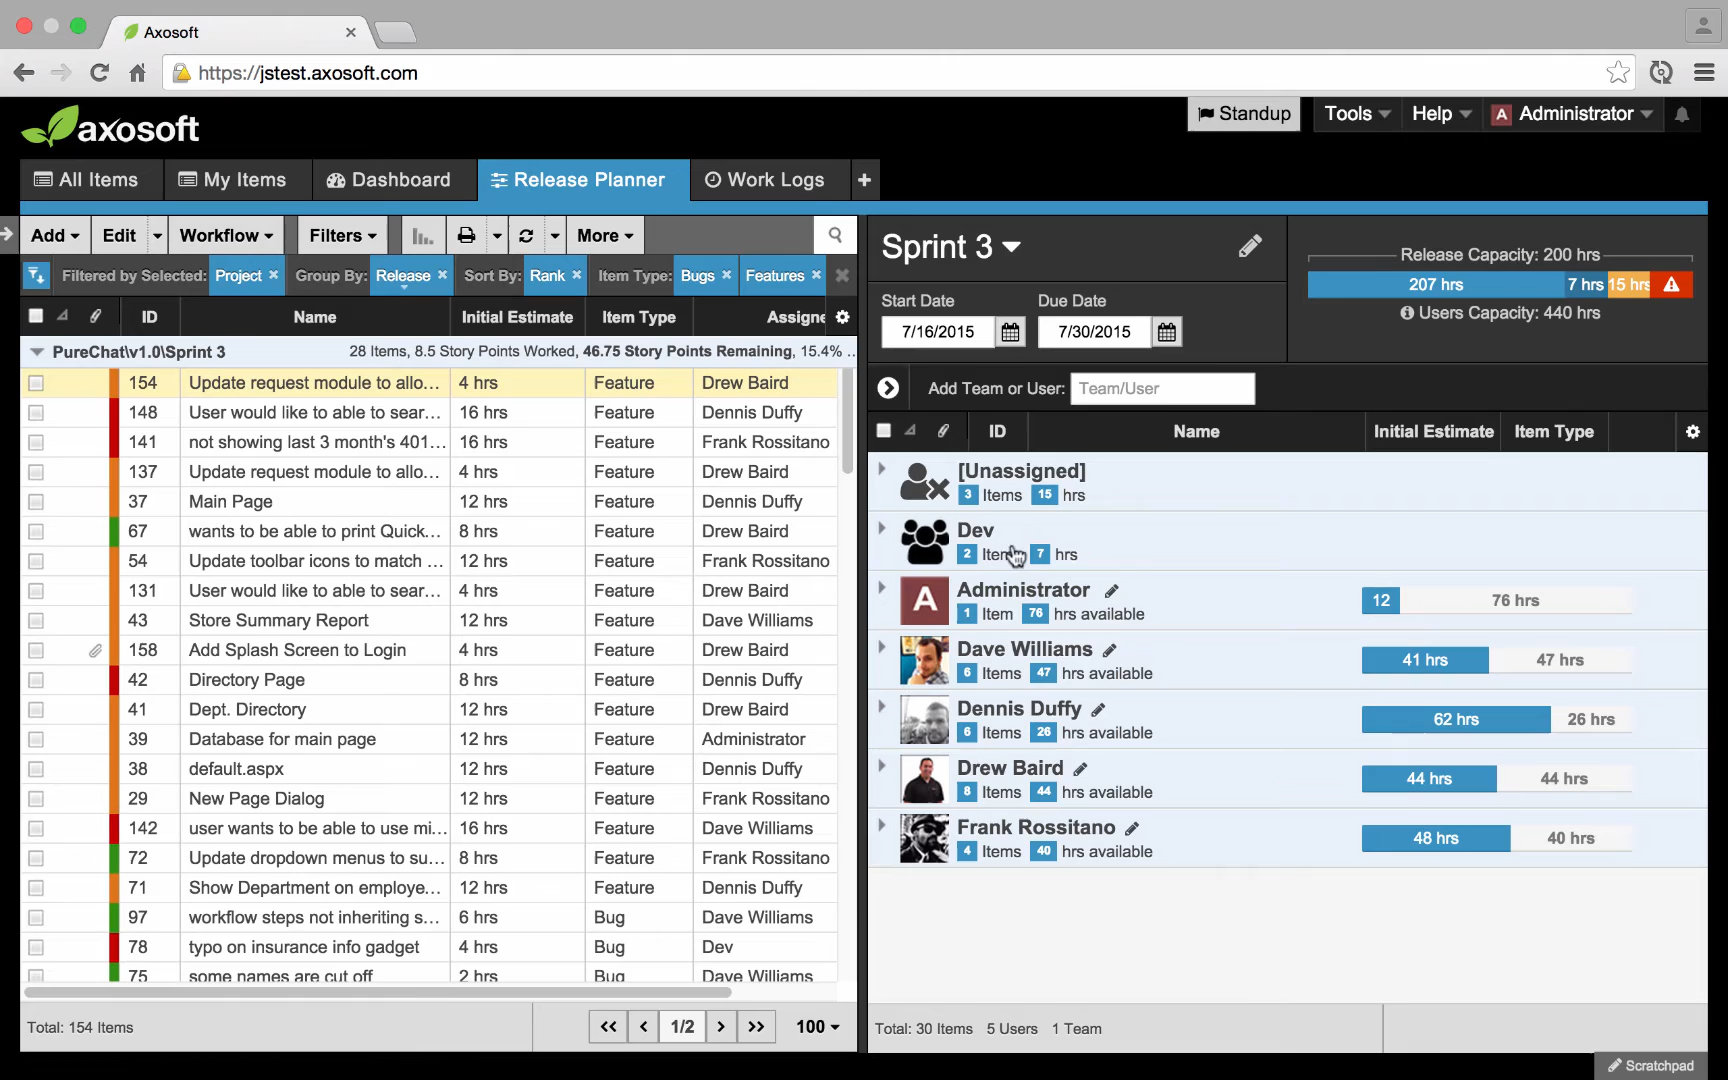 Axosoft
https://jstest.axosoft.com
axosoft
Standup
Tools
Help
A Administrator
All Items
My Items
Dashboard
Release Planner
Work Logs
+
Add
Edit
Workflow
Filters
More
Filtered by Selected: Project × Group By: Release × Sort By: Rank × Item Type: Bugs × Features ×
ID Name Initial Estimate Item Type Assigne
PureChat\v1.0\Sprint 3 28 Items, 8.5 Story Points Worked, 46.75 Story Points Remaining, 15.4% ..
154 Update request module to allo... 4 hrs Feature Drew Baird
148 User would like to able to sear... 16 hrs Feature Dennis Duffy
141 not showing last 3 month's 401... 16 hrs Feature Frank Rossitano
137 Update request module to allo... 4 hrs Feature Drew Baird
37 Main Page 12 hrs Feature Dennis Duffy
67 wants to be able to print Quick... 8 hrs Feature Drew Baird
54 Update toolbar icons to match ... 12 hrs Feature Frank Rossitano
131 User would like to able to sear... 4 hrs Feature Drew Baird
43 Store Summary Report 12 hrs Feature Dave Williams
158 Add Splash Screen to Login 4 hrs Feature Drew Baird
42 Directory Page 8 hrs Feature Dennis Duffy
41 Dept. Directory 12 hrs Feature Drew Baird
39 Database for main page 12 hrs Feature Administrator
38 default.aspx 12 hrs Feature Dennis Duffy
29 New Page Dialog 12 hrs Feature Frank Rossitano
142 user wants to be able to use mi... 16 hrs Feature Dave Williams
72 Update dropdown menus to su... 8 hrs Feature Frank Rossitano
71 Show Department on employe... 12 hrs Feature Dennis Duffy
97 workflow steps not inheriting s... 6 hrs Bug Dave Williams
78 typo on insurance info gadget 4 hrs Bug Dev
75 some names are cut off 2 hrs Bug Dave Williams
Total: 154 Items
<< < 1/2 > >> 100
Sprint 3
Start Date Due Date
7/16/2015 7/30/2015
Release Capacity: 200 hrs
207 hrs 7 hrs 15 hrs
Users Capacity: 440 hrs
Add Team or User: Team/User
ID Name Initial Estimate Item Type
[Unassigned]
3 Items 15 hrs
Dev
2 Item 7 hrs
A Administrator
1 Item 76 hrs available
12 76 hrs
Dave Williams
6 Items 47 hrs available
41 hrs 47 hrs
Dennis Duffy
6 Items 26 hrs available
62 hrs 26 hrs
Drew Baird
8 Items 44 hrs available
44 hrs 44 hrs
Frank Rossitano
4 Items 40 hrs available
48 hrs 40 hrs
Total: 30 Items 5 Users 1 Team
Scratchpad